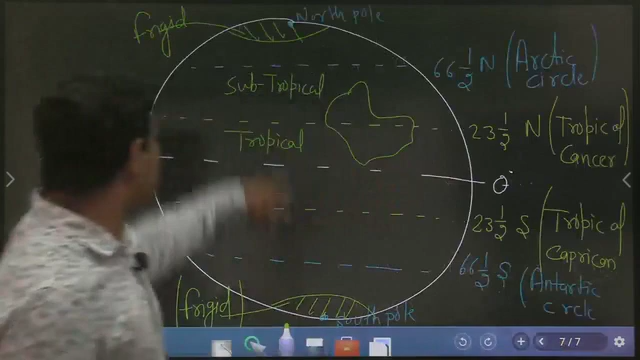 frigid
North pole
66 1/2 N (Arctic
circle)
Sub-Tropical
Tropical
23 1/2 N (Tropic of
Cancer)
0°
23 1/2 S (Tropic of
Caprican
66 1/2 S (Antartic
circle
(frigid)
South pole
7 / 7